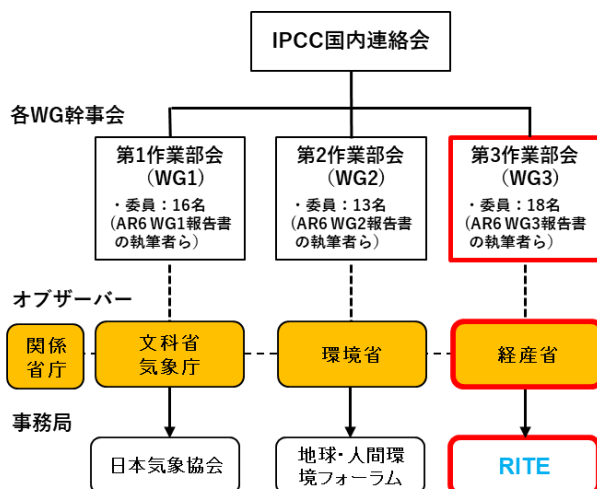 IPCC国内連絡会
各WG幹事会
第1作業部会
（WG1）
・委員：16名
(AR6 WG1報告書
の執筆者ら）
第2作業部会
（WG2）
・委員：13名
(AR6 WG2報告書
の執筆者ら）
第3作業部会
（WG3）
・委員：18名
(AR6 WG3報告書
の執筆者ら）
オブザーバー
関係
省庁
文科省
気象庁
環境省
経産省
事務局
日本気象協会
地球・人間環
境フォーラム
RITE